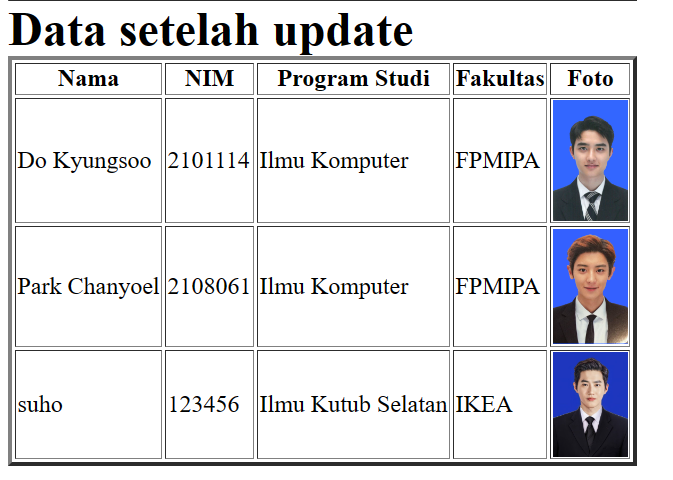 Data setelah update
Nama NIM Program Studi Fakultas Foto
Do Kyungsoo 2101114 Ilmu Komputer FPMIPA
Park Chanyoel 2108061 Ilmu Komputer FPMIPA
suho 123456 Ilmu Kutub Selatan IKEA